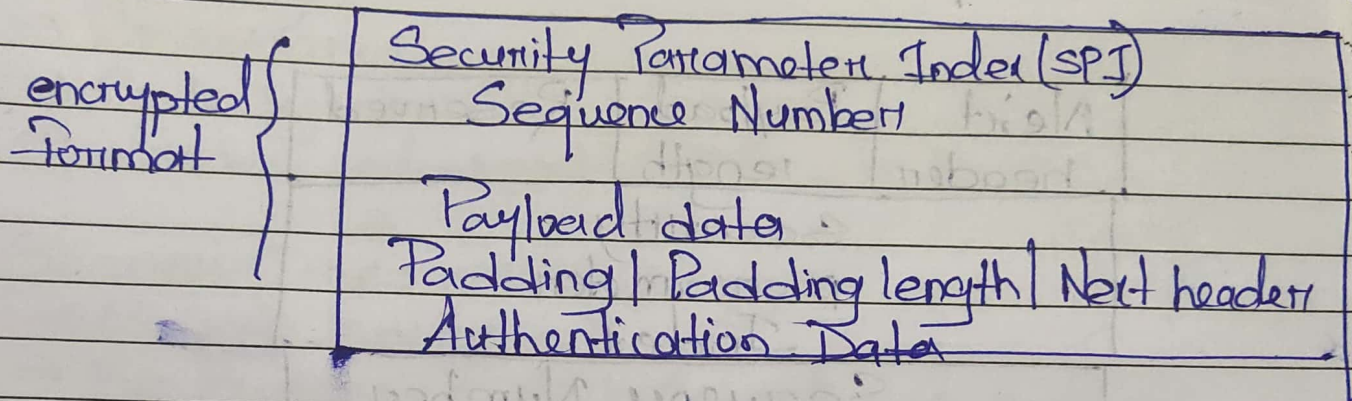 encrypted
format
Security Parameter Index (SPI)
Sequence Number
Payload data
Padding | Padding length | Next header
Authentication Data